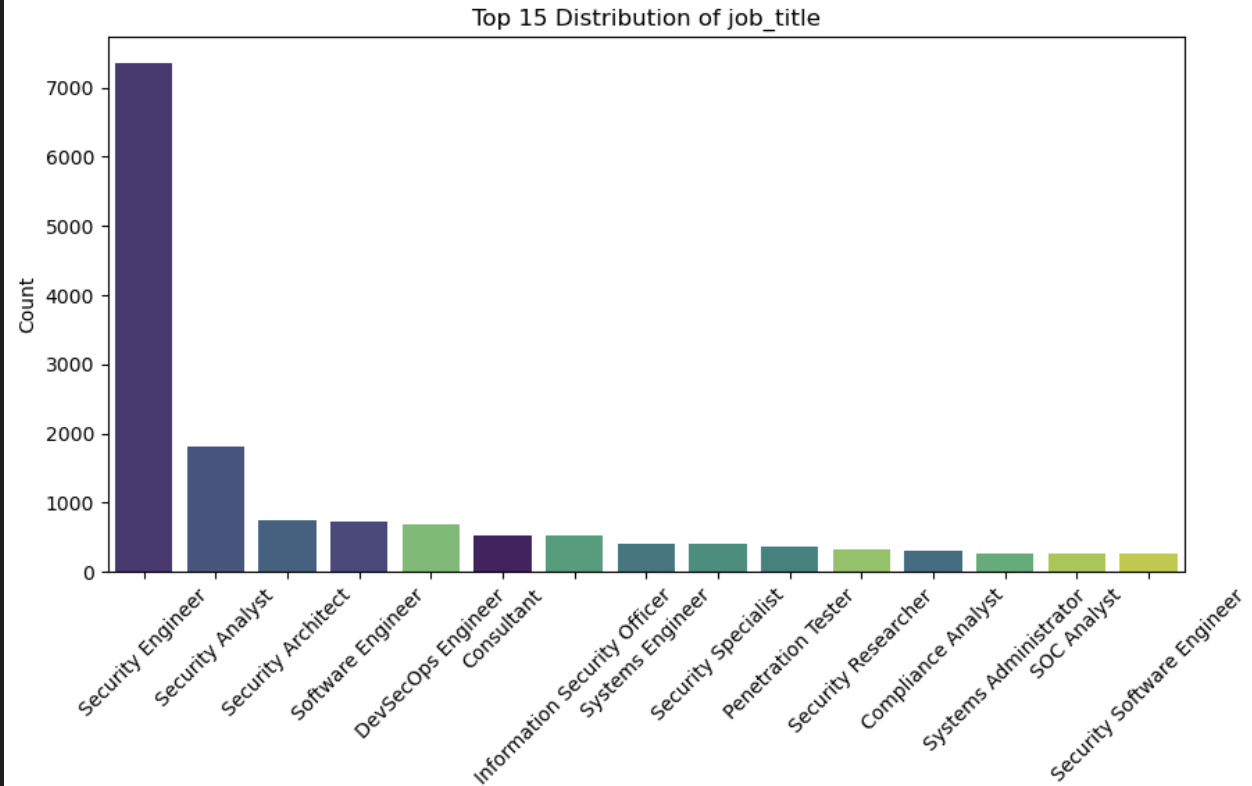 Top 15 Distribution of job_title
Count
7000
6000
5000
4000
3000
2000
1000
0
Security Engineer
Security Analyst
Security Architect
Software Engineer
DevSecOps Engineer
Consultant
Information Security Officer
Systems Engineer
Security Specialist
Penetration Tester
Security Researcher
Compliance Analyst
Systems Administrator
SOC Analyst
Security Software Engineer